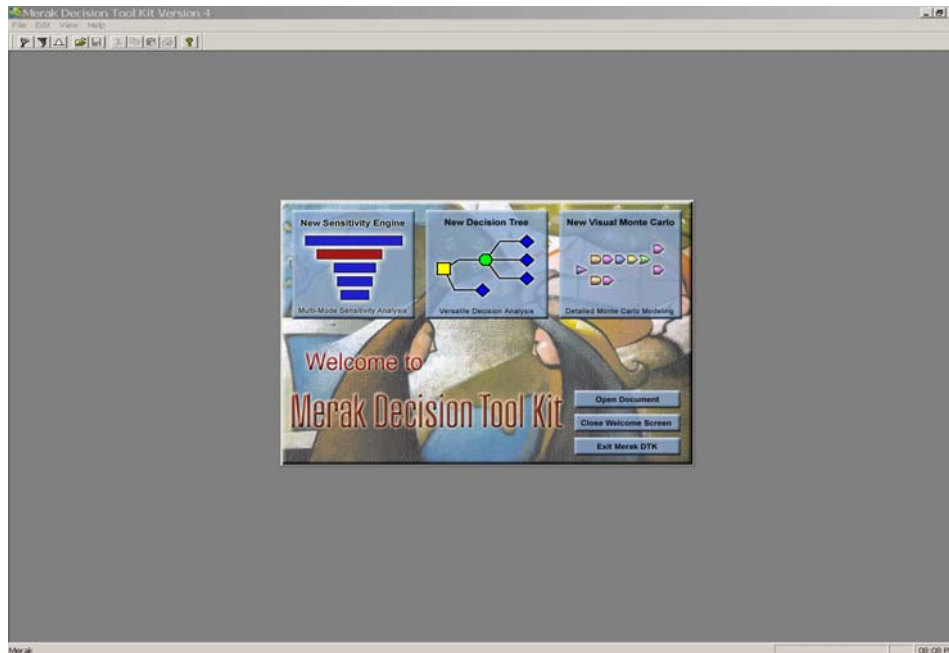 Merak Decision Tool Kit Version 4
File Edit View Help
New Sensitivity Engine
Multi-Mode Sensitivity Analysis
New Decision Tree
Versatile Decision Analysis
New Visual Monte Carlo
Detailed Monte Carlo Modeling
Welcome to
Merak Decision Tool Kit
Open Document
Close Welcome Screen
Exit Merak DTK
Merak
08:08 P